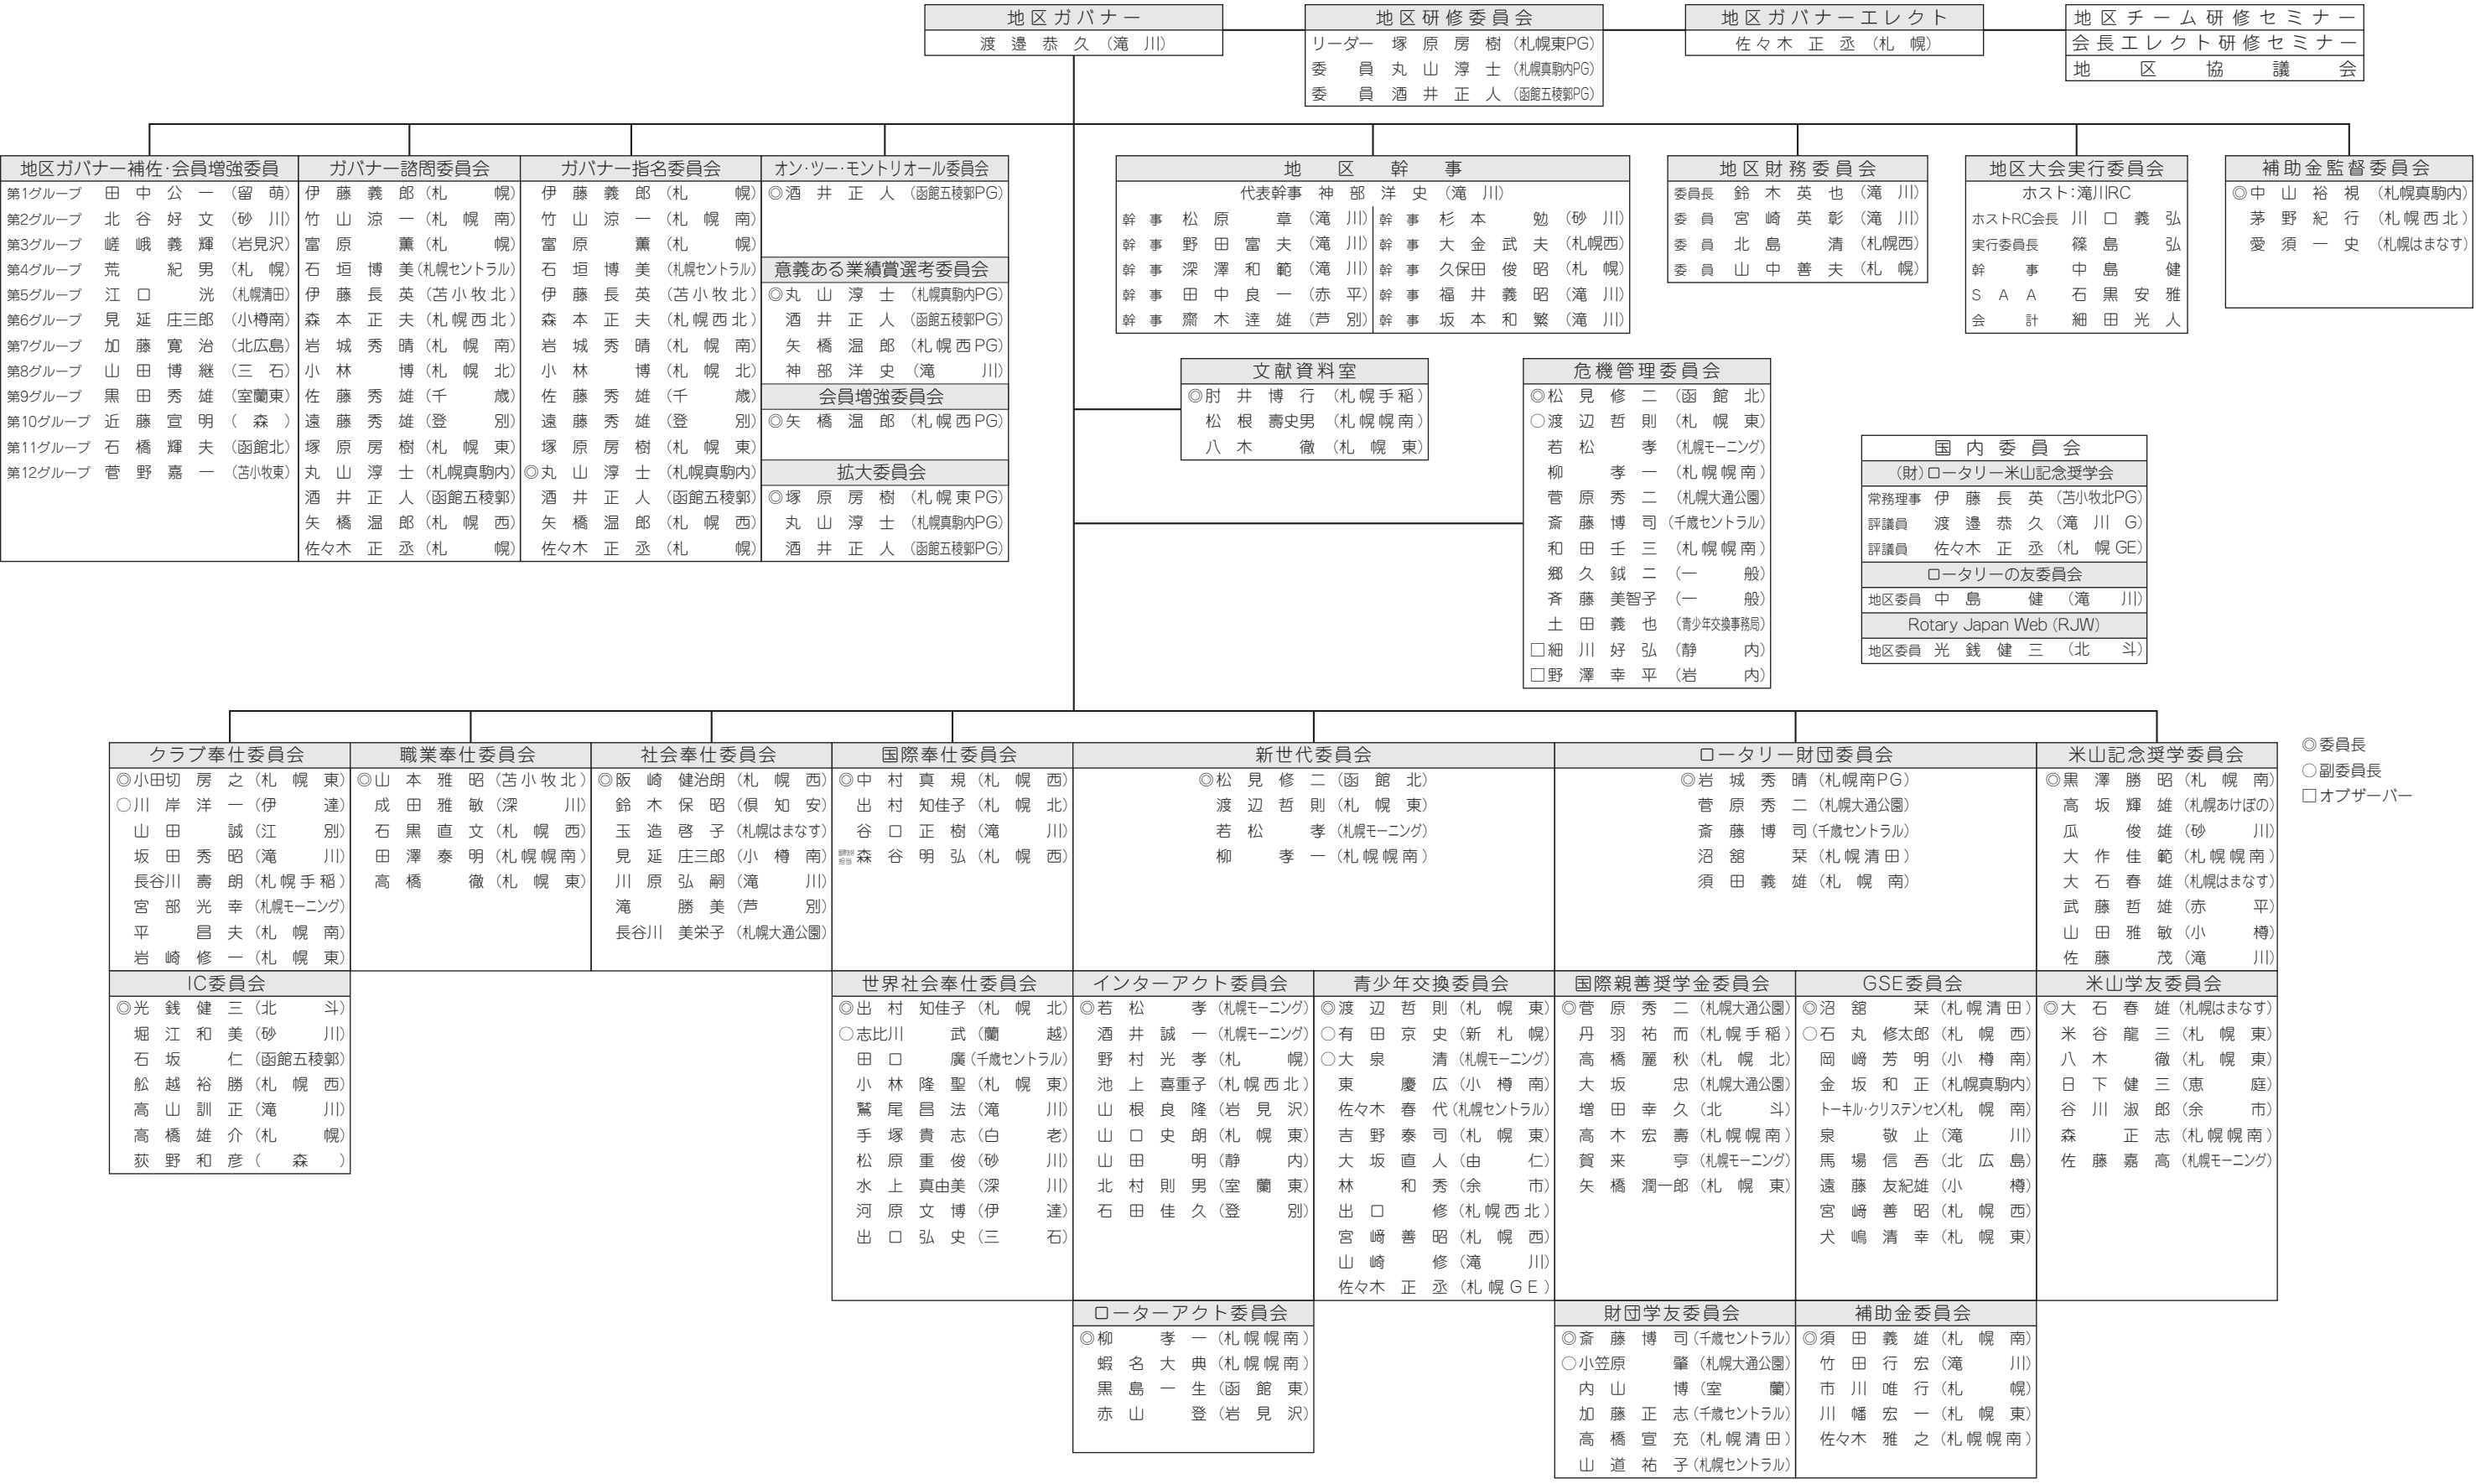 地区ガバナー
渡邉恭久（滝川）
地区研修委員会
リーダー 塚原房樹（札幌東PG）
委員 丸山淳士（札幌真駒内PG）
委員 酒井正人（函館五稜郭PG）
地区ガバナーエレクト
佐々木正丞（札幌）
地区チーム研修セミナー
会長エレクト研修セミナー
地区協議会
地区ガバナー補佐・会員増強委員
第1グループ 田中公一（留萌）
第2グループ 北谷好文（砂川）
第3グループ 嵯峨義輝（岩見沢）
第4グループ 荒紀男（札幌）
第5グループ 江口洸（札幌清田）
第6グループ 見延庄三郎（小樽南）
第7グループ 加藤寛治（北広島）
第8グループ 山田博継（三石）
第9グループ 黒田秀雄（室蘭東）
第10グループ 近藤宣明（森）
第11グループ 石橋輝夫（函館北）
第12グループ 菅野嘉一（苫小牧東）
ガバナー諮問委員会
伊藤義郎（札幌）
竹山涼一（札幌南）
富原薫（札幌）
石垣博美（札幌セントラル）
伊藤長英（苫小牧北）
森本正夫（札幌西北）
岩城秀晴（札幌南）
小林博（札幌北）
佐藤秀雄（千歳）
遠藤秀雄（登別）
塚原房樹（札幌東）
丸山淳士（札幌真駒内）
酒井正人（函館五稜郭）
矢橋温郎（札幌西）
佐々木正丞（札幌）
ガバナー指名委員会
伊藤義郎（札幌）
竹山涼一（札幌南）
富原薫（札幌）
石垣博美（札幌セントラル）
伊藤長英（苫小牧北）
森本正夫（札幌西北）
岩城秀晴（札幌南）
小林博（札幌北）
佐藤秀雄（千歳）
遠藤秀雄（登別）
塚原房樹（札幌東）
◎丸山淳士（札幌真駒内）
酒井正人（函館五稜郭）
矢橋温郎（札幌西）
佐々木正丞（札幌）
オン・ツー・モントリオール委員会
◎酒井正人（函館五稜郭PG）
意義ある業績賞選考委員会
◎丸山淳士（札幌真駒内PG）
酒井正人（函館五稜郭PG）
矢橋温郎（札幌西PG）
神部洋史（滝川）
会員増強委員会
◎矢橋温郎（札幌西PG）
拡大委員会
◎塚原房樹（札幌東PG）
丸山淳士（札幌真駒内PG）
酒井正人（函館五稜郭PG）
地区幹事
代表幹事 神部洋史（滝川）
幹事 松原章（滝川） 幹事 杉本勉（砂川）
幹事 野田富夫（滝川） 幹事 大金武夫（札幌西）
幹事 深澤和範（滝川） 幹事 久保田俊昭（札幌）
幹事 田中良一（赤平） 幹事 福井義昭（滝川）
幹事 齋木達雄（芦別） 幹事 坂本和繁（滝川）
地区財務委員会
委員長 鈴木英也（滝川）
委員 宮崎英彰（滝川）
委員 北島清（札幌西）
委員 山中善夫（札幌）
地区大会実行委員会
ホスト：滝川RC
ホストRC会長 川口義弘
実行委員長 篠島弘
幹事 中島健
SAA 石黒安雅
会計 細田光人
補助金監督委員会
◎中山裕視（札幌真駒内）
茅野紀行（札幌西北）
愛須一史（札幌はまなす）
文献資料室
◎肘井博行（札幌手稲）
松根壽史男（札幌幌南）
八木徹（札幌東）
危機管理委員会
◎松見修二（函館北）
○渡辺哲則（札幌東）
若松孝（札幌モーニング）
柳孝一（札幌幌南）
菅原秀二（札幌大通公園）
斎藤博司（千歳セントラル）
和田壬三（札幌幌南）
郷久鉞二（一般）
斉藤美智子（一般）
土田義也（青少年交換事務局）
□細川好弘（静内）
□野澤幸平（岩内）
国内委員会
（財）ロータリー米山記念奨学会
常務理事 伊藤長英（苫小牧北PG）
評議員 渡邉恭久（滝川G）
評議員 佐々木正丞（札幌GE）
ロータリーの友委員会
地区委員 中島健（滝川）
Rotary Japan Web（RJW）
地区委員 光銭健三（北斗）
クラブ奉仕委員会
◎小田切房之（札幌東）
○川岸洋一（伊達）
山田誠（江別）
坂田秀昭（滝川）
長谷川壽朗（札幌手稲）
宮部光幸（札幌モーニング）
平昌夫（札幌南）
岩崎修一（札幌東）
IC委員会
◎光銭健三（北斗）
堀江和美（砂川）
石坂仁（函館五稜郭）
舩越裕勝（札幌西）
高山訓正（滝川）
高橋雄介（札幌）
荻野和彦（森）
職業奉仕委員会
◎山本雅昭（苫小牧北）
成田雅敏（深川）
石黒直文（札幌西）
田澤泰明（札幌幌南）
高橋徹（札幌東）
社会奉仕委員会
◎阪崎健治朗（札幌西）
鈴木保昭（倶知安）
玉造啓子（札幌はまなす）
見延庄三郎（小樽南）
川原弘嗣（滝川）
滝勝美（芦別）
長谷川美栄子（札幌大通公園）
国際奉仕委員会
◎中村真規（札幌西）
出村知佳子（札幌北）
谷口正樹（滝川）
担当 森谷明弘（札幌西）
世界社会奉仕委員会
◎出村知佳子（札幌北）
○志比川武（蘭越）
田口廣（千歳セントラル）
小林隆聖（札幌東）
鷲尾昌法（滝川）
手塚貴志（白老）
松原重俊（砂川）
水上真由美（深川）
河原文博（伊達）
出口弘史（三石）
新世代委員会
◎松見修二（函館北）
渡辺哲則（札幌東）
若松孝（札幌モーニング）
柳孝一（札幌幌南）
インターアクト委員会
◎若松孝（札幌モーニング）
酒井誠一（札幌モーニング）
野村光孝（札幌）
池上喜重子（札幌西北）
山根良隆（岩見沢）
山口史朗（札幌東）
山田明（静内）
北村則男（室蘭東）
石田佳久（登別）
ローターアクト委員会
◎柳孝一（札幌幌南）
蝦名大典（札幌幌南）
黒島一生（函館東）
赤山登（岩見沢）
青少年交換委員会
◎渡辺哲則（札幌東）
○有田京史（新札幌）
○大泉清（札幌モーニング）
東慶広（小樽南）
佐々木春代（札幌セントラル）
吉野泰司（札幌東）
大坂直人（由仁）
林和秀（余市）
出口修（札幌西北）
宮﨑善昭（札幌西）
山崎修（滝川）
佐々木正丞（札幌GE）
ロータリー財団委員会
◎岩城秀晴（札幌南PG）
菅原秀二（札幌大通公園）
斎藤博司（千歳セントラル）
沼舘栞（札幌清田）
須田義雄（札幌南）
国際親善奨学金委員会
◎菅原秀二（札幌大通公園）
丹羽祐而（札幌手稲）
高橋麗秋（札幌北）
大坂忠（札幌大通公園）
増田幸久（北斗）
高木宏壽（札幌幌南）
賀来亨（札幌モーニング）
矢橋潤一郎（札幌東）
財団学友委員会
◎斎藤博司（千歳セントラル）
○小笠原肇（札幌大通公園）
内山博（室蘭）
加藤正志（千歳セントラル）
高橋宣充（札幌清田）
山道祐子（札幌セントラル）
GSE委員会
◎沼舘栞（札幌清田）
○石丸修太郎（札幌西）
岡﨑芳明（小樽南）
金坂和正（札幌真駒内）
トーキル・クリステンセン（札幌南）
泉敬止（滝川）
馬場信吾（北広島）
遠藤友紀雄（小樽）
宮﨑善昭（札幌西）
犬嶋清幸（札幌東）
補助金委員会
◎須田義雄（札幌南）
竹田行宏（滝川）
市川唯行（札幌）
川幡宏一（札幌東）
佐々木雅之（札幌幌南）
米山記念奨学委員会
◎黒澤勝昭（札幌南）
高坂輝雄（札幌あけぼの）
瓜俊雄（砂川）
大作佳範（札幌幌南）
大石春雄（札幌はまなす）
武藤哲雄（赤平）
山田雅敏（小樽）
佐藤茂（滝川）
米山学友委員会
◎大石春雄（札幌はまなす）
米谷龍三（札幌東）
八木徹（札幌東）
日下健三（恵庭）
谷川淑郎（余市）
森正志（札幌幌南）
佐藤嘉高（札幌モーニング）
◎委員長
○副委員長
□オブザーバー